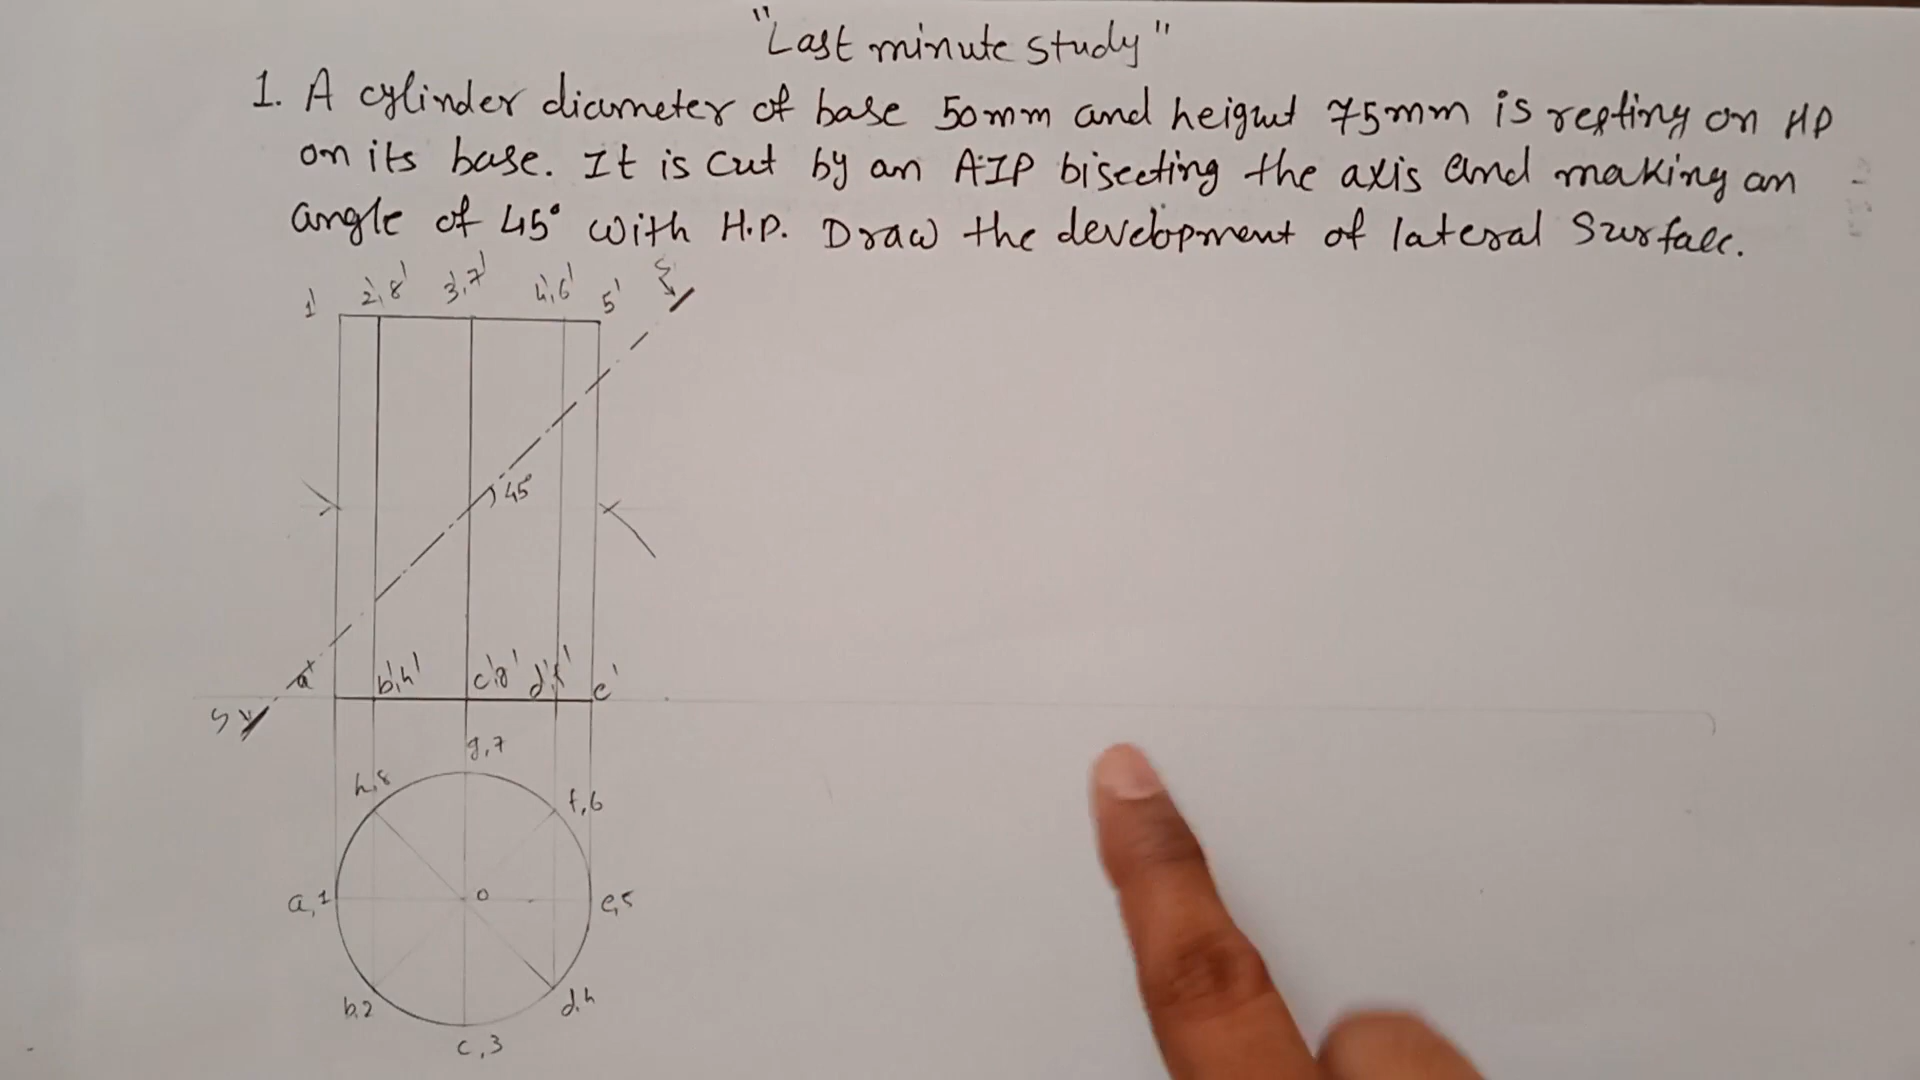 "Last minute study"
1. A cylinder diameter of base 50mm and height 75mm is resting on HP
on its base. It is cut by an AIP bisecting the axis and making an
angle of 45° with H.P. Draw the development of lateral Surface.
1' 2',8' 3',7' 4',6' 5' S
45°
a' b',h' c',g' d',f' e'
S
g,7
h,8 f,6
a,1 o e,5
b,2 d,4
c,3